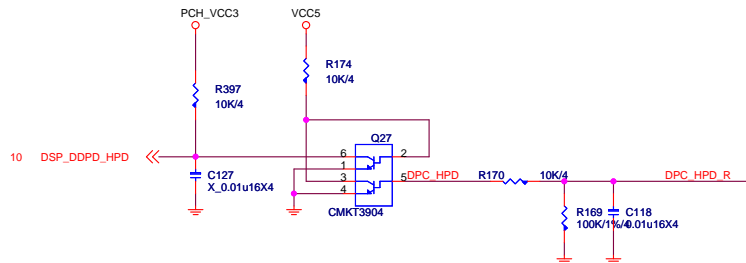 PCH_VCC3
VCC5
R174
10K/4
R397
10K/4
Q27
10 DSP_DDPD_HPD
6
2
1
C127
X_0.01u16X4
3
5
DPC_HPD
R170
10K/4
DPC_HPD_R
4
CMKT3904
R169
100K/1%/4
C118
0.01u16X4